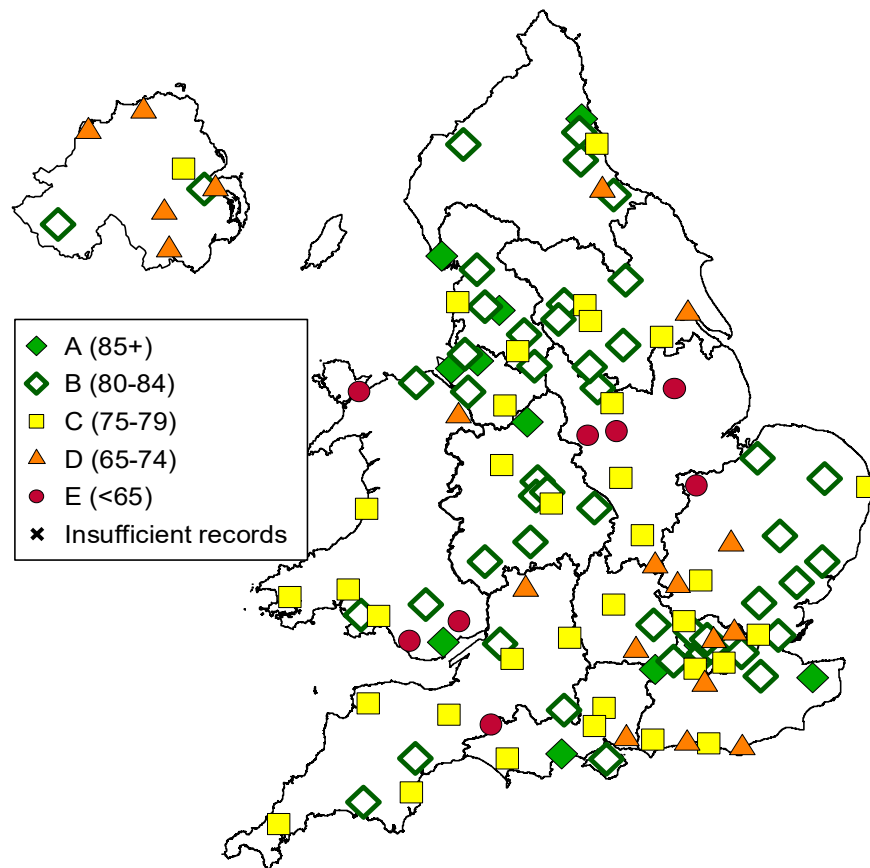 A (85+)
B (80-84)
C (75-79)
D (65-74)
E (<65)
Insufficient records